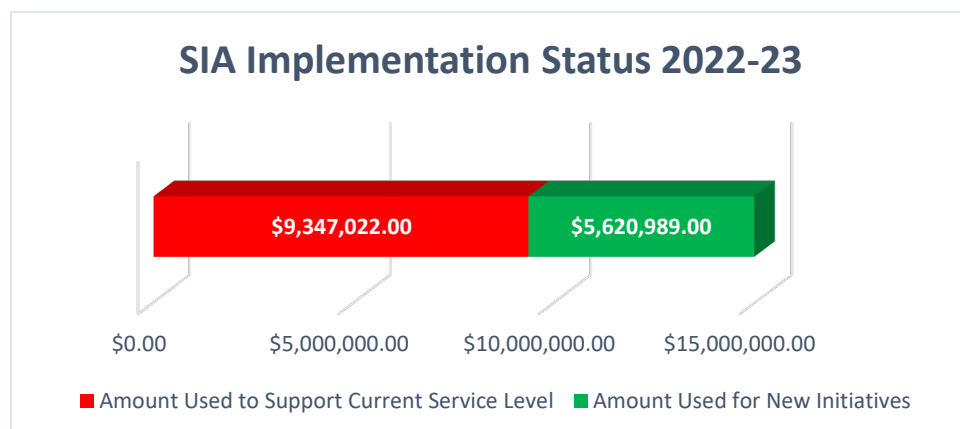 SIA Implementation Status 2022-23
$9,347,022.00 $5,620,989.00
$0.00 $5,000,000.00 $10,000,000.00 $15,000,000.00
Amount Used to Support Current Service Level Amount Used for New Initiatives